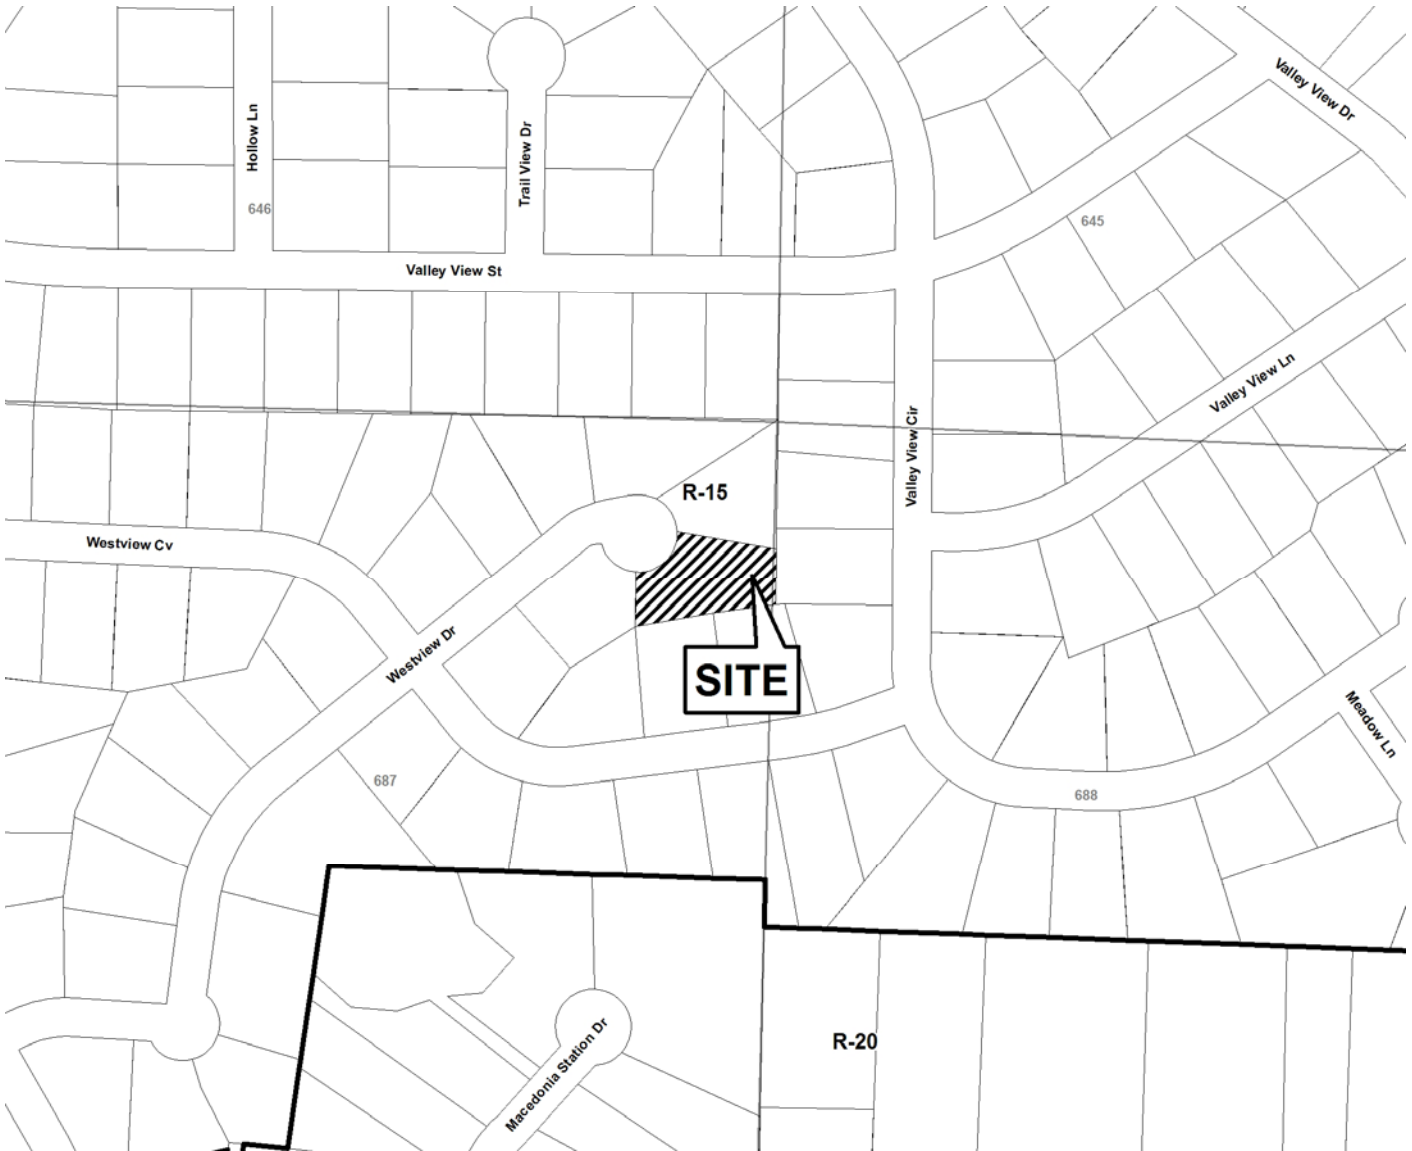 Valley View Dr
Hollow Ln
Trail View Dr
646
645
Valley View St
Valley View Ln
Valley View Cir
R-15
Westview Cv
Westview Dr
SITE
Meadow Ln
687
688
R-20
Macedonia Station Dr